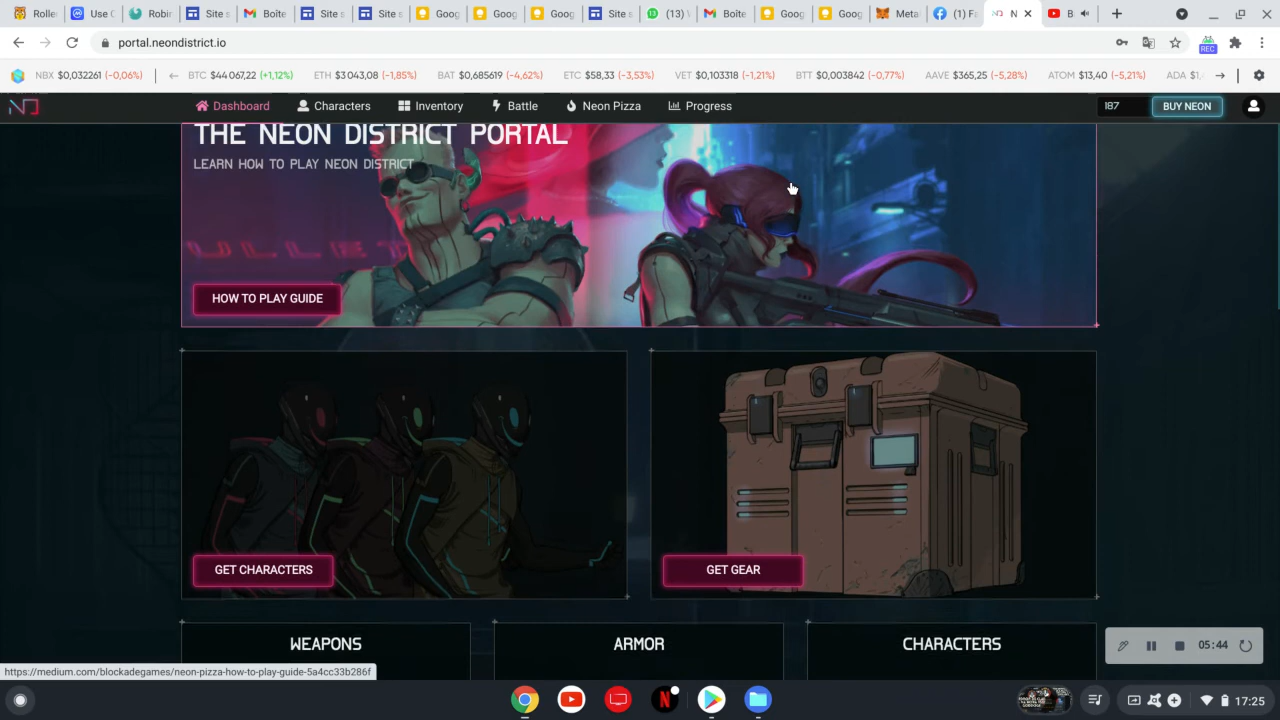 Rolle
Use C
Robi
Site s
Boîte
Site s
Site s
Goog
Goog
Goog
Site s
(13) 
Boite
Goog
Goog
Meta
(1) Fa
N
B
portal.neondistrict.io
REC
NBX $0,032261 (-0,06%)
BTC $44 067,22 (+1,12%)
ETH $3 043,08 (-1,85%)
BAT $0,685619 (-4,62%)
ETC $58,33 (-3,53%)
VET $0,103318 (-1,21%)
BTT $0,003842 (-0,77%)
AAVE $365,25 (-5,28%)
ATOM $13,40 (-5,21%)
ADA $1,
Dashboard
Characters
Inventory
Battle
Neon Pizza
Progress
187
BUY NEON
THE NEON DISTRICT PORTAL
LEARN HOW TO PLAY NEON DISTRICT
HOW TO PLAY GUIDE
GET CHARACTERS
GET GEAR
WEAPONS
ARMOR
CHARACTERS
05:44
https://medium.com/blockadegames/neon-pizza-how-to-play-guide-5a4cc33b286f
17:25